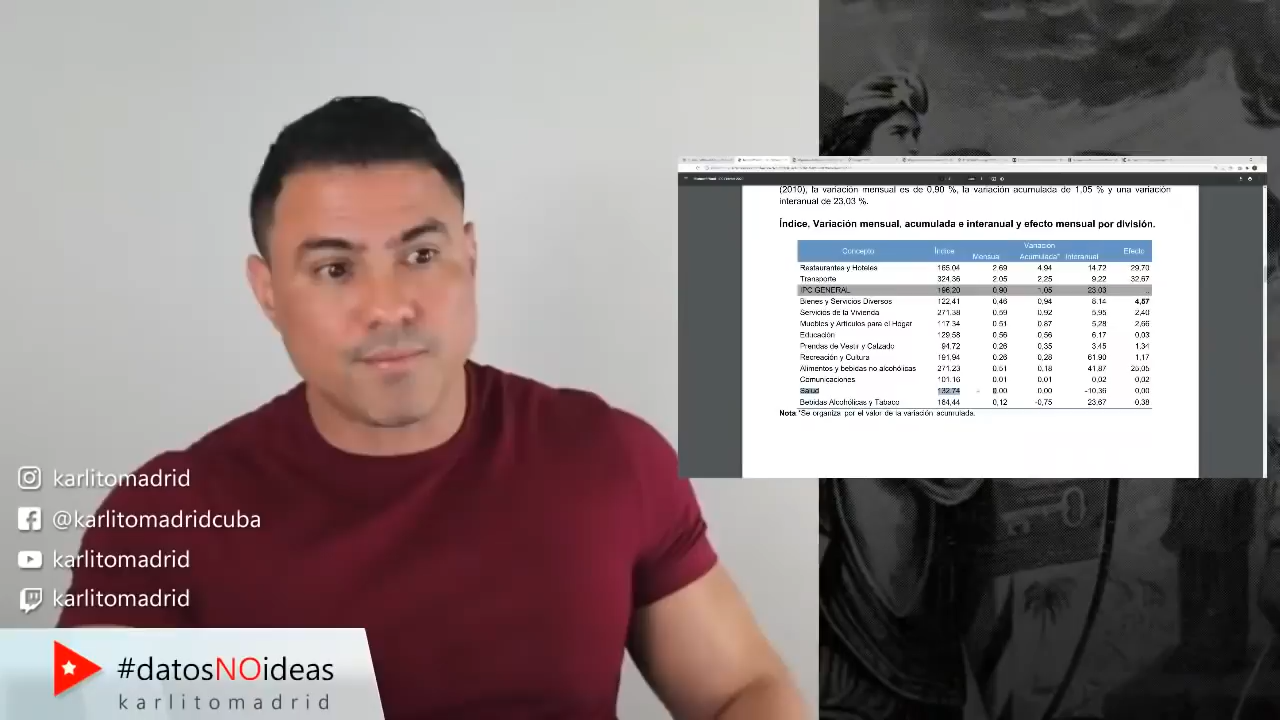 (2010), la variación mensual es de 0,90 %, la variación acumulada de 1,05 % y una variación
interanual de 23,03 %.
Índice, Variación mensual, acumulada e interanual y efecto mensual por división.
Concepto Índice Variación Efecto
Mensua Acumulada* Interanual
Restaurantes y Hoteles 165,04 2,69 4,94 14,72 29,70
Transporte 324,36 2,05 2,25 9,22 32,67
IPC GENERAL 196,20 0,90 1,05 23,03 ..
Bienes y Servicios Diversos 122,41 0,46 0,94 8,14 4,57
Servicios de la Vivienda 271,38 0,59 0,92 5,95 2,40
Muebles y Artículos para el Hogar 117,34 0,51 0,87 5,28 2,66
Educación 129,58 0,56 0,56 6,17 0,03
Prendas de Vestir y Calzado 94,72 0,26 0,35 3,45 1,34
Recreación y Cultura 191,94 0,26 0,28 61,90 1,17
Alimentos y bebidas no alcohólicas 271,23 0,51 0,18 41,87 25,05
Comunicaciones 101,16 0,01 0,01 0,02 0,02
Salud 132,74 - 0,00 0,00 -10,36 0,00
Bebidas Alcohólicas y Tabaco 164,44 0,12 -0,75 23,67 0,38
Nota *Se organiza por el valor de la variación acumulada.
karlitomadrid
@karlitomadridcuba
karlitomadrid
karlitomadrid
#datosNOideas
karlitomadrid